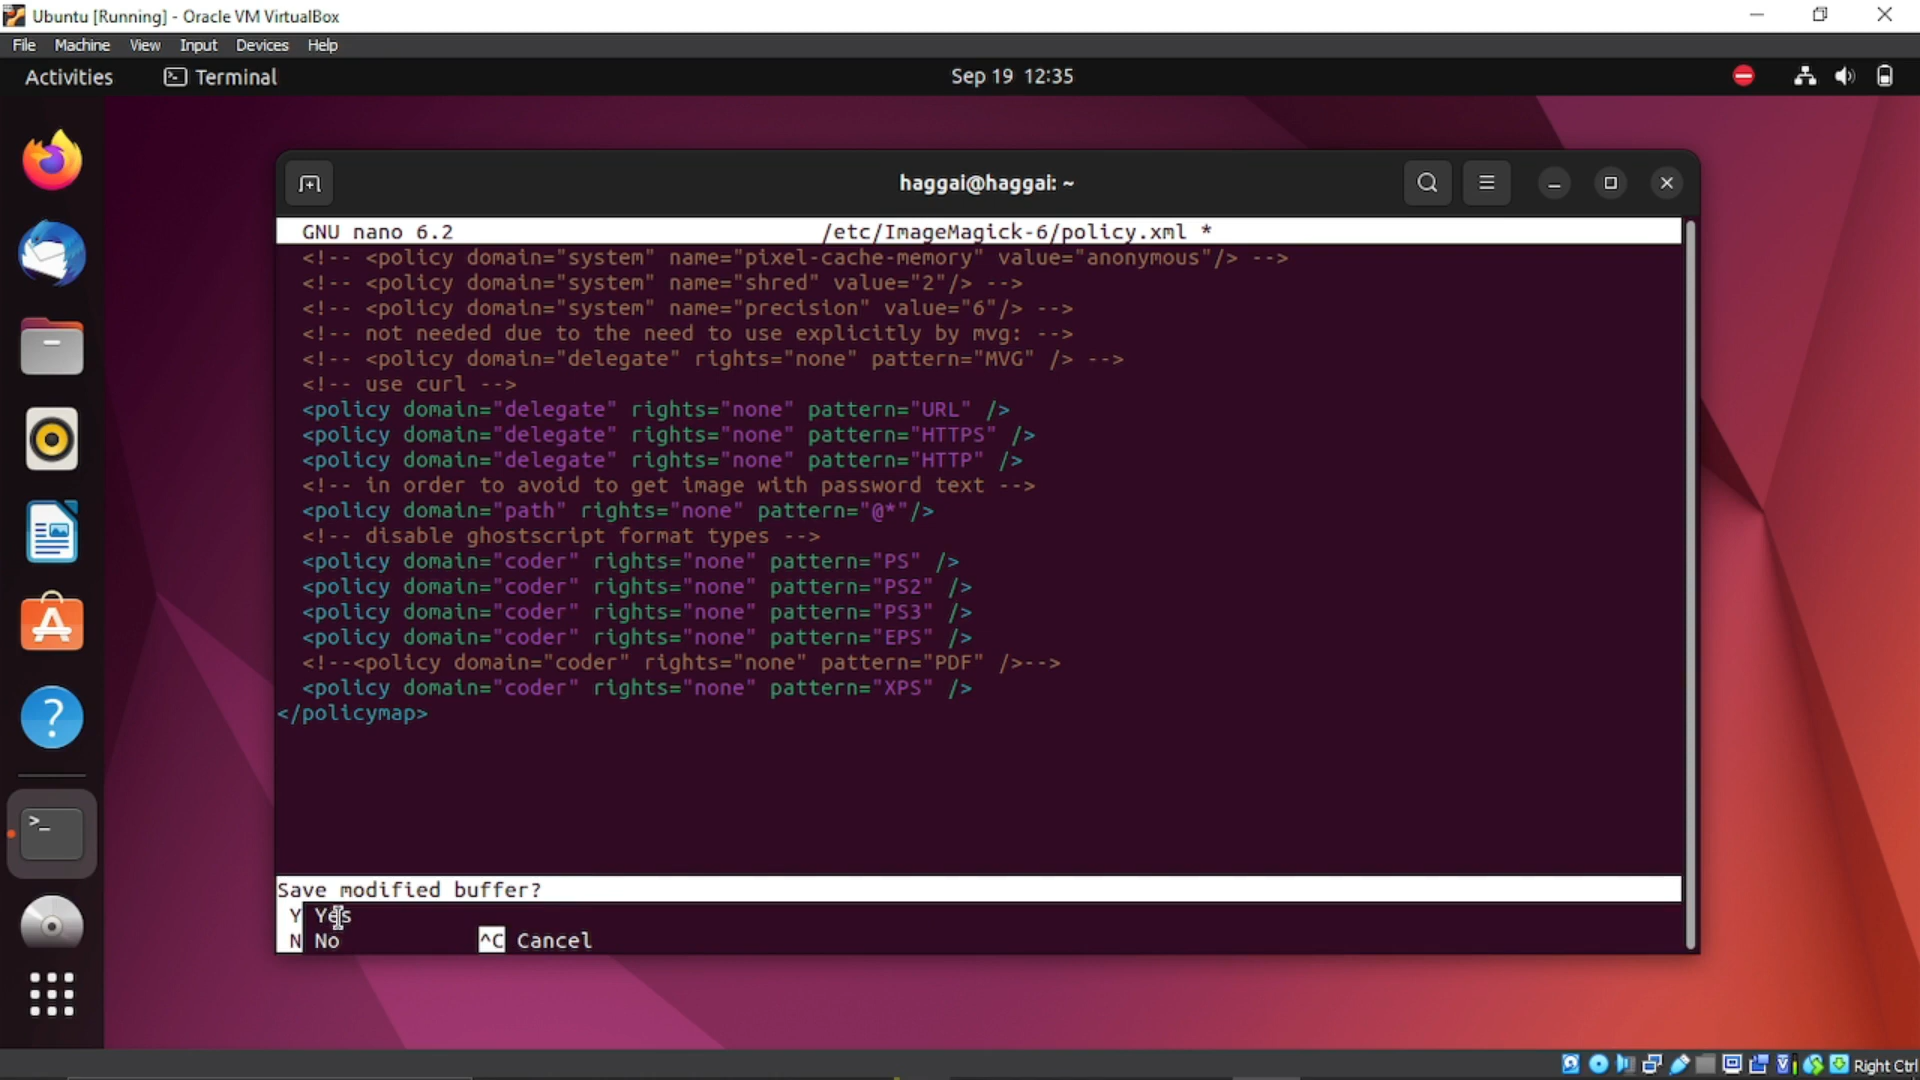 Ubuntu [Running] - Oracle VM VirtualBox
File Machine View Input Devices Help
Activities Terminal Sep 19 12:35
haggai@haggai: ~
GNU nano 6.2 /etc/ImageMagick-6/policy.xml *
<!-- <policy domain="system" name="pixel-cache-memory" value="anonymous"/> -->
<!-- <policy domain="system" name="shred" value="2"/> -->
<!-- <policy domain="system" name="precision" value="6"/> -->
<!-- not needed due to the need to use explicitly by mvg: -->
<!-- <policy domain="delegate" rights="none" pattern="MVG" /> -->
<!-- use curl -->
<policy domain="delegate" rights="none" pattern="URL" />
<policy domain="delegate" rights="none" pattern="HTTPS" />
<policy domain="delegate" rights="none" pattern="HTTP" />
<!-- in order to avoid to get image with password text -->
<policy domain="path" rights="none" pattern="@*"/>
<!-- disable ghostscript format types -->
<policy domain="coder" rights="none" pattern="PS" />
<policy domain="coder" rights="none" pattern="PS2" />
<policy domain="coder" rights="none" pattern="PS3" />
<policy domain="coder" rights="none" pattern="EPS" />
<!--<policy domain="coder" rights="none" pattern="PDF" />-->
<policy domain="coder" rights="none" pattern="XPS" />
</policymap>
Save modified buffer?
Y Yes
N No ^C Cancel
Right Ctrl